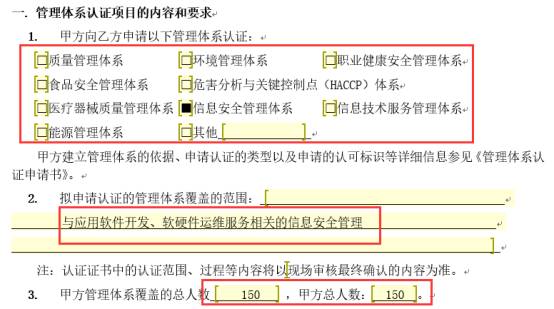 一. 管理体系认证项目的内容和要求
1. 甲方向乙方申请以下管理体系认证：
□质量管理体系 □环境管理体系 □职业健康安全管理体系
□食品安全管理体系 □危害分析与关键控制点（HACCP）体系
□医疗器械质量管理体系 ■信息安全管理体系 □信息技术服务管理体系
□能源管理体系 □其他
甲方建立管理体系的依据、申请认证的类型以及申请的认可标识等详细信息参见《管理体系认
证申请书》。
2. 拟申请认证的管理体系覆盖的范围：
与应用软件开发、软硬件运维服务相关的信息安全管理
注：认证证书中的认证范围、过程等内容将以现场审核最终确认的内容为准。
3. 甲方管理体系覆盖的总人数 150 ，甲方总人数： 150 。